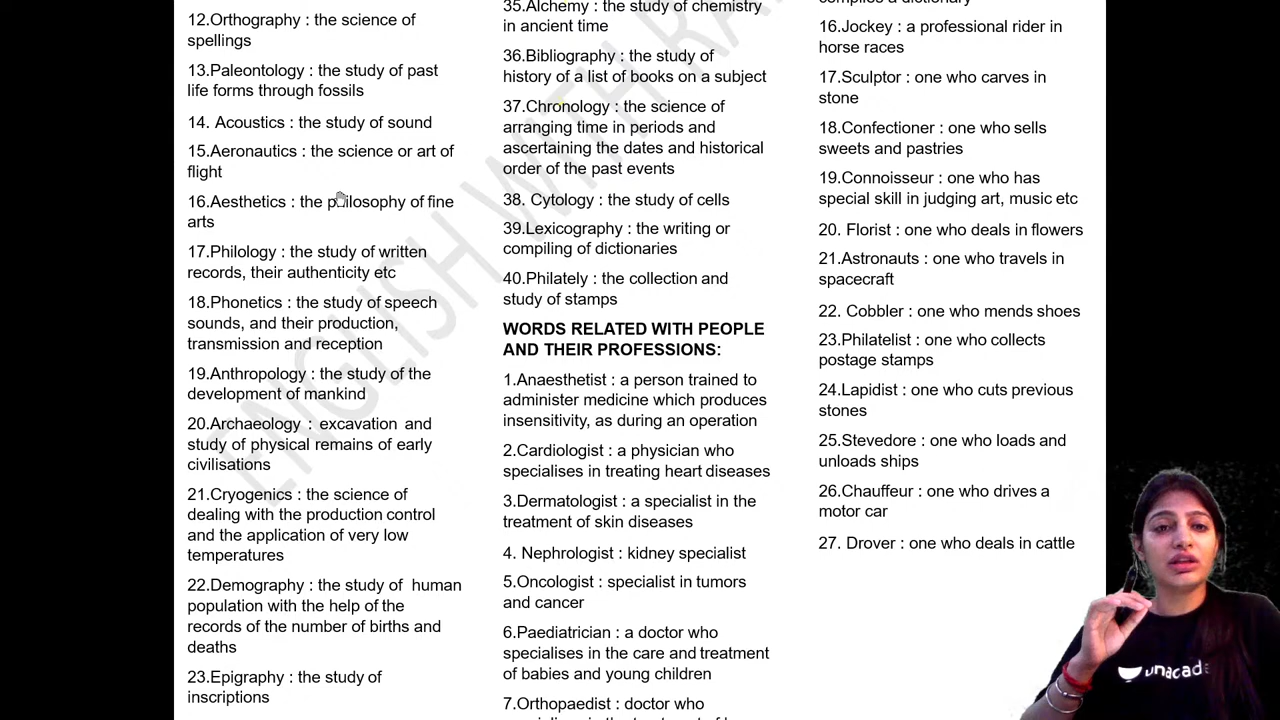 12.Orthography : the science of
spellings
13.Paleontology : the study of past
life forms through fossils
14. Acoustics : the study of sound
15.Aeronautics : the science or art of
flight
16.Aesthetics : the philosophy of fine
arts
17.Philology : the study of written
records, their authenticity etc
18.Phonetics : the study of speech
sounds, and their production,
transmission and reception
19.Anthropology : the study of the
development of mankind
20.Archaeology : excavation and
study of physical remains of early
civilisations
21.Cryogenics : the science of
dealing with the production control
and the application of very low
temperatures
22.Demography : the study of human
population with the help of the
records of the number of births and
deaths
23.Epigraphy : the study of
inscriptions
35.Alchemy : the study of chemistry
in ancient time
36.Bibliography : the study of
history of a list of books on a subject
37.Chronology : the science of
arranging time in periods and
ascertaining the dates and historical
order of the past events
38. Cytology : the study of cells
39.Lexicography : the writing or
compiling of dictionaries
40.Philately : the collection and
study of stamps
WORDS RELATED WITH PEOPLE
AND THEIR PROFESSIONS:
1.Anaesthetist : a person trained to
administer medicine which produces
insensitivity, as during an operation
2.Cardiologist : a physician who
specialises in treating heart diseases
3.Dermatologist : a specialist in the
treatment of skin diseases
4. Nephrologist : kidney specialist
5.Oncologist : specialist in tumors
and cancer
6.Paediatrician : a doctor who
specialises in the care and treatment
of babies and young children
7.Orthopaedist : doctor who
compiles a dictionary
16.Jockey : a professional rider in
horse races
17.Sculptor : one who carves in
stone
18.Confectioner : one who sells
sweets and pastries
19.Connoisseur : one who has
special skill in judging art, music etc
20. Florist : one who deals in flowers
21.Astronauts : one who travels in
spacecraft
22. Cobbler : one who mends shoes
23.Philatelist : one who collects
postage stamps
24.Lapidist : one who cuts previous
stones
25.Stevedore : one who loads and
unloads ships
26.Chauffeur : one who drives a
motor car
27. Drover : one who deals in cattle
ENGLISH WITH
unacade